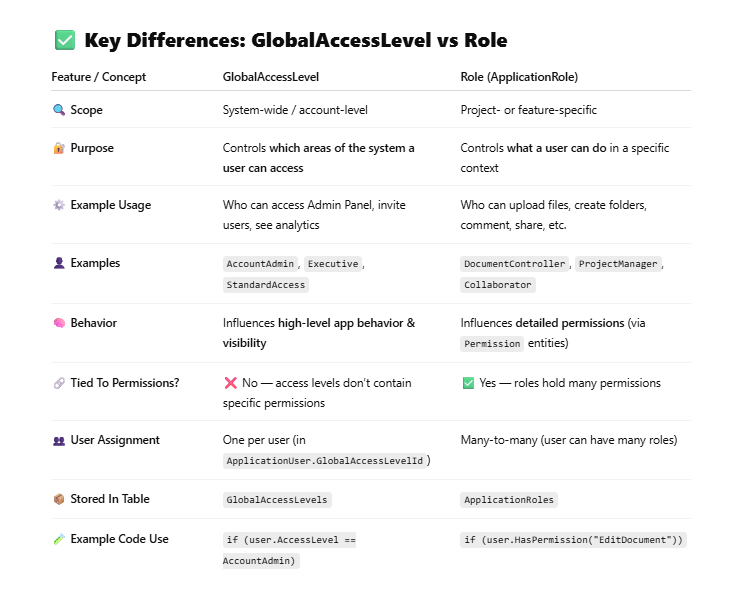 Key Differences: GlobalAccessLevel vs Role
Feature / Concept GlobalAccessLevel Role (ApplicationRole)
Scope System-wide / account-level Project- or feature-specific
Purpose Controls which areas of the system a Controls what a user can do in a specific
user can access context
Example Usage Who can access Admin Panel, invite Who can upload files, create folders,
users, see analytics comment, share, etc.
Examples AccountAdmin, Executive, DocumentController, ProjectManager,
StandardAccess Collaborator
Behavior Influences high-level app behavior & Influences detailed permissions (via
visibility Permission entities)
Tied To Permissions? No — access levels don't contain Yes — roles hold many permissions
specific permissions
User Assignment One per user (in Many-to-many (user can have many roles)
ApplicationUser.GlobalAccessLevelId)
Stored In Table GlobalAccessLevels ApplicationRoles
Example Code Use if (user.AccessLevel == if (user.HasPermission("EditDocument"))
AccountAdmin)